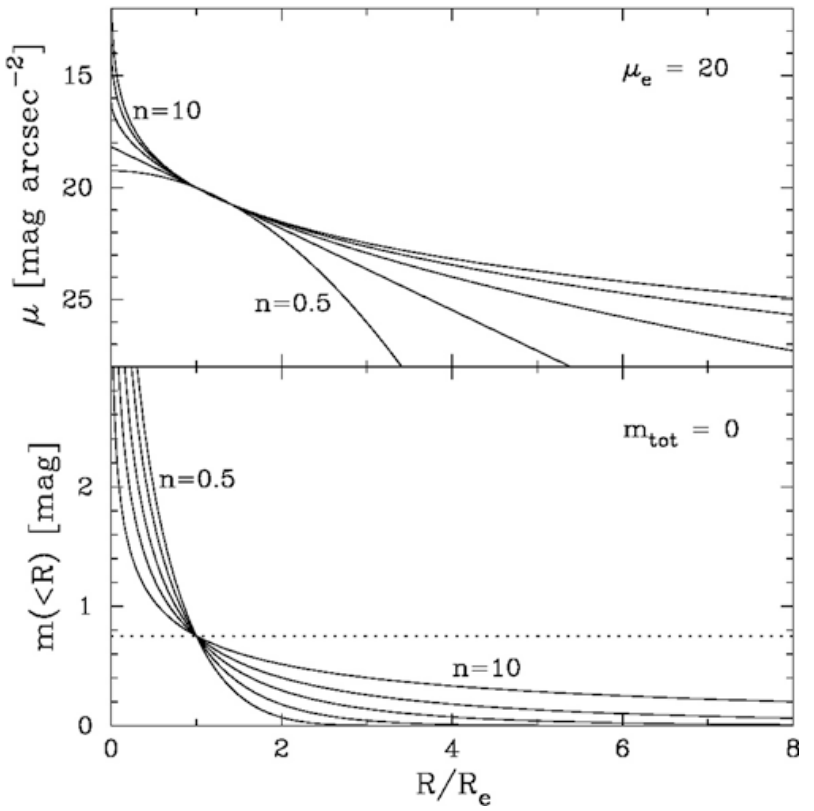 μ [mag arcsec⁻²]
15
20
25
n=10
μₑ = 20
n=0.5
m(<R) [mag]
2
1
0
n=0.5
m_tot = 0
n=10
0 2 4 6 8
R/Rₑ